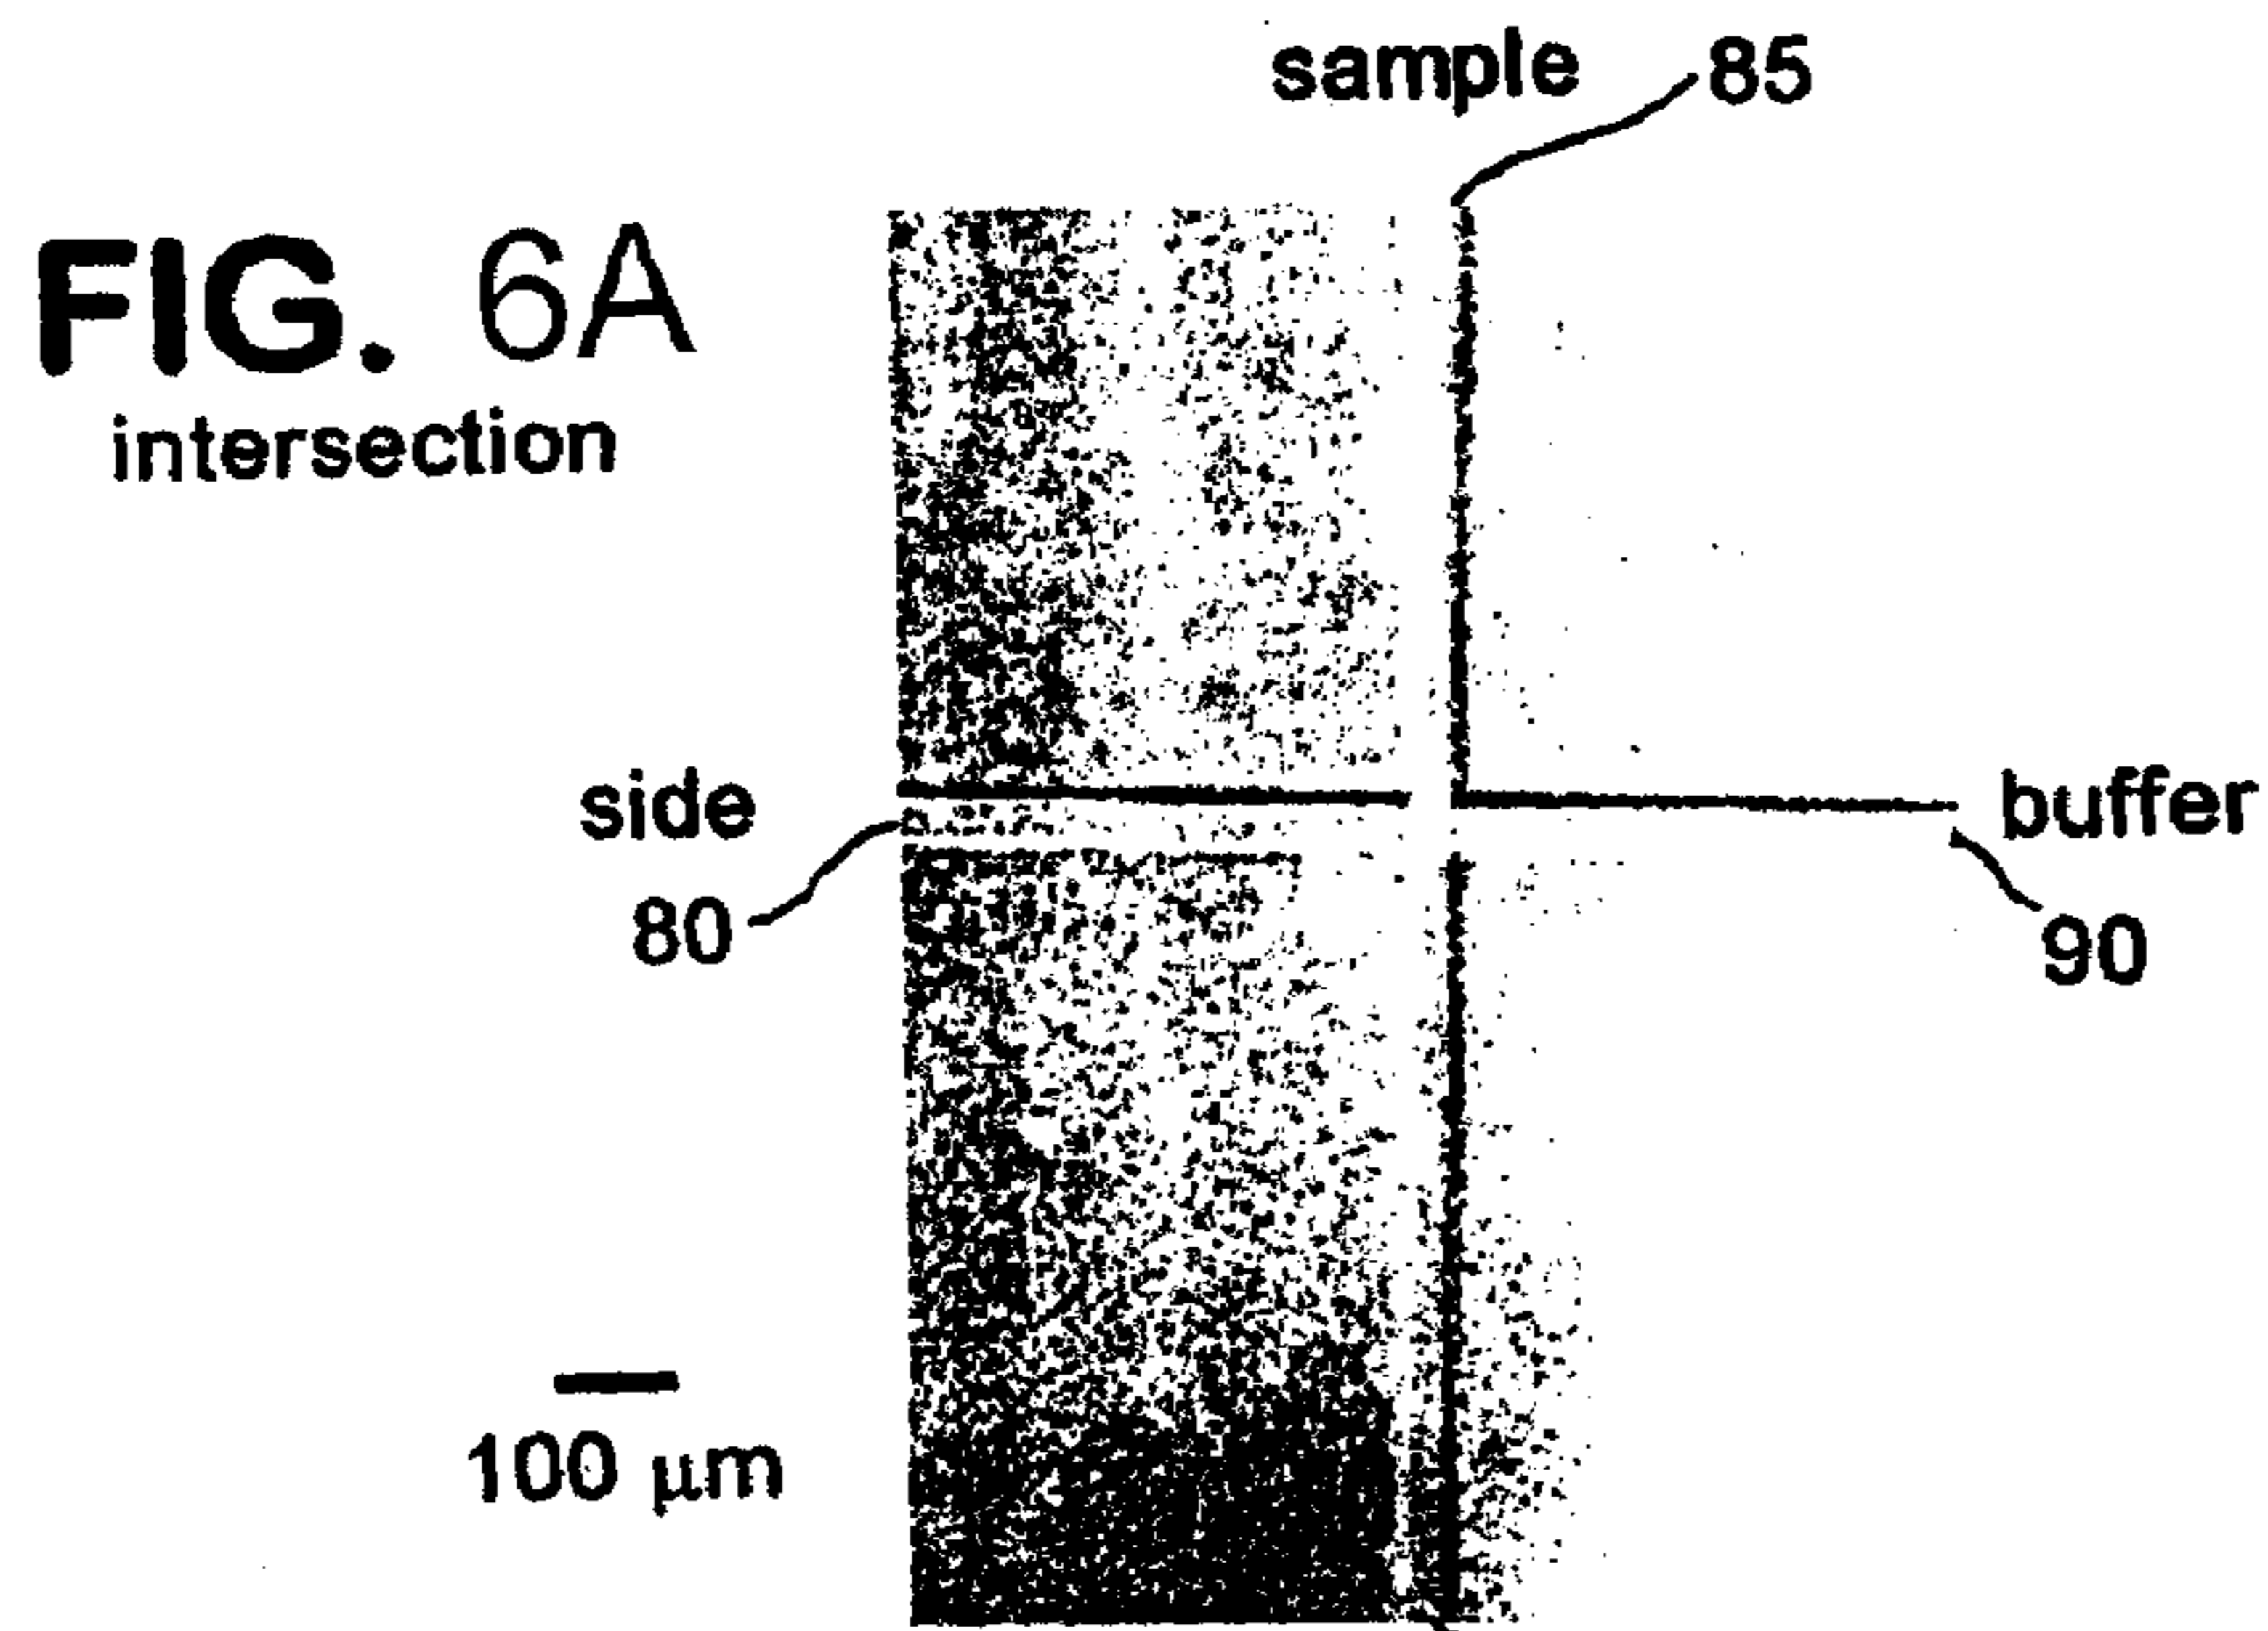 sample 85
FIG. 6A
intersection
side
80
buffer
90
100 µm